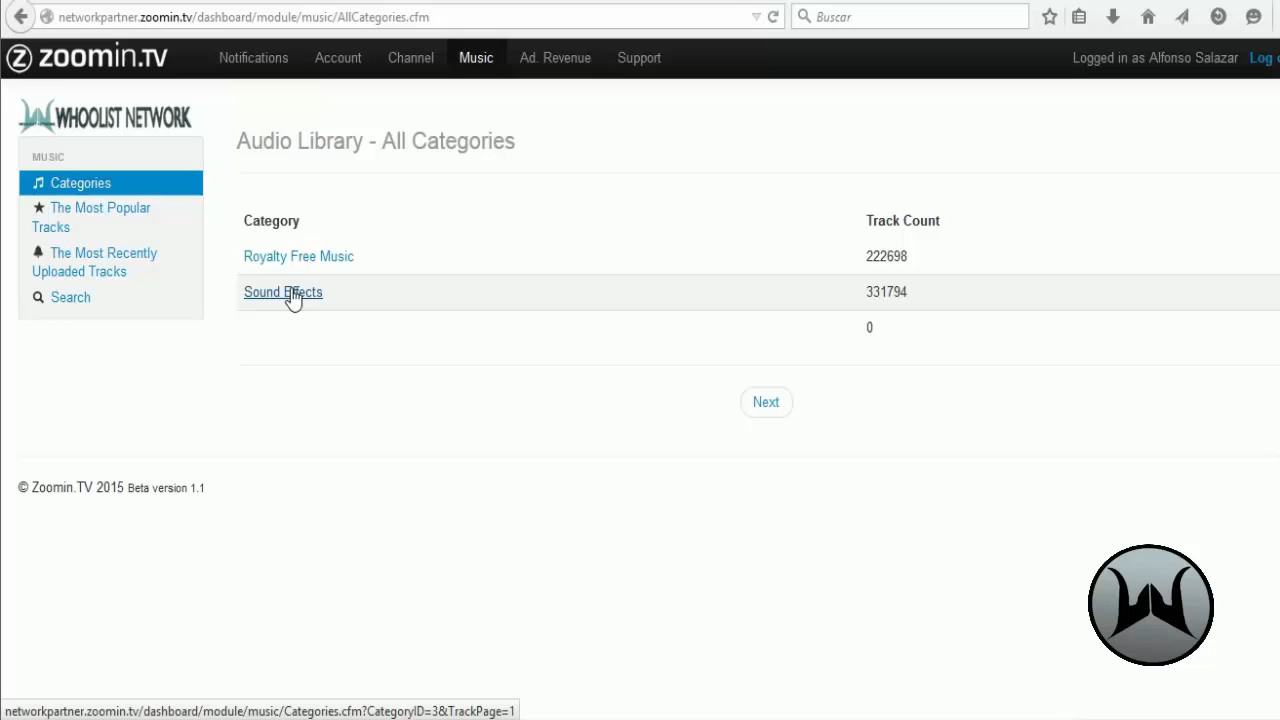 networkpartner.zoomin.tv/dashboard/module/music/AllCategories.cfm
Buscar
zoomin.TV
Notifications Account Channel Music Ad. Revenue Support
Logged in as Alfonso Salazar Log
WHOOLIST NETWORK
MUSIC
Categories
The Most Popular
Tracks
The Most Recently
Uploaded Tracks
Search
Audio Library - All Categories
Category Track Count
Royalty Free Music 222698
Sound Effects 331794
0
Next
© Zoomin.TV 2015 Beta version 1.1
networkpartner.zoomin.tv/dashboard/module/music/Categories.cfm?CategoryID=3&TrackPage=1